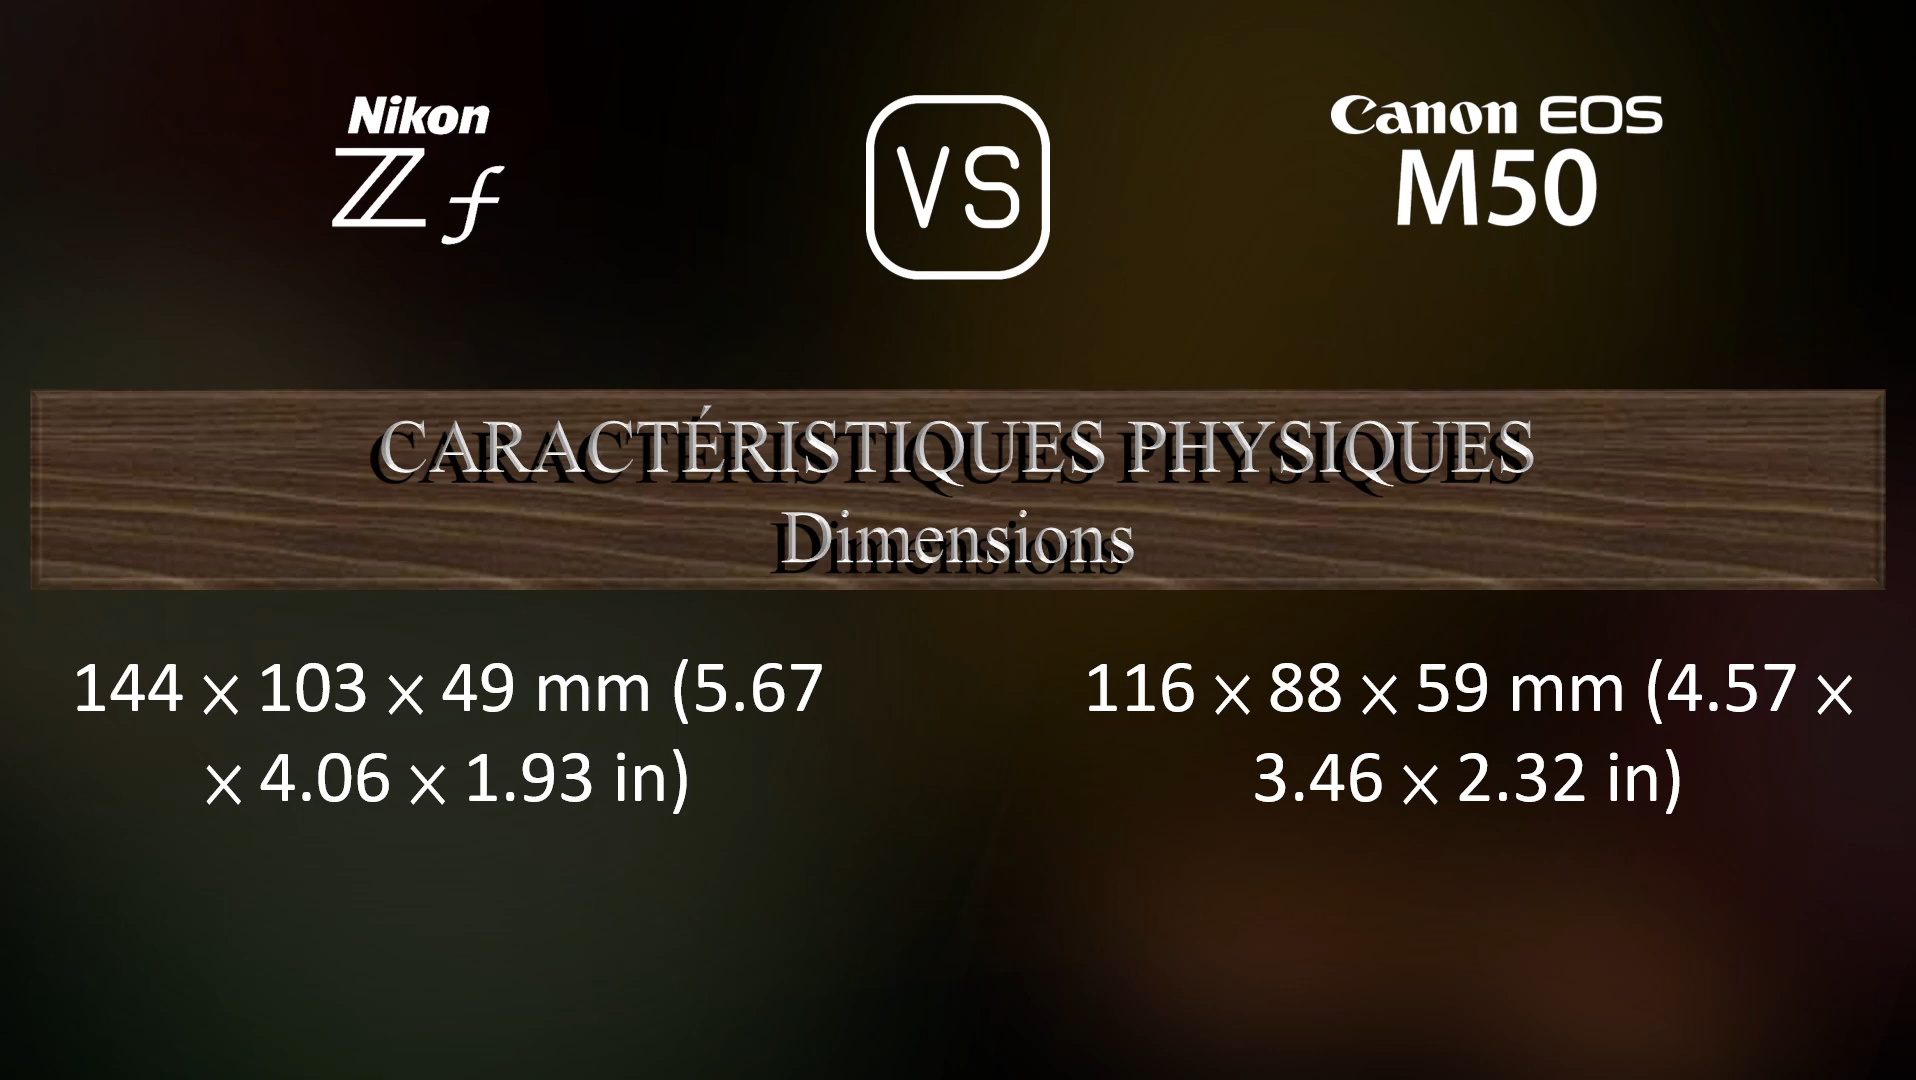 Nikon
Z f
VS
Canon EOS
M50
CARACTÉRISTIQUES PHYSIQUES
Dimensions
144 x 103 x 49 mm (5.67
x 4.06 x 1.93 in)
116 x 88 x 59 mm (4.57 x
3.46 x 2.32 in)